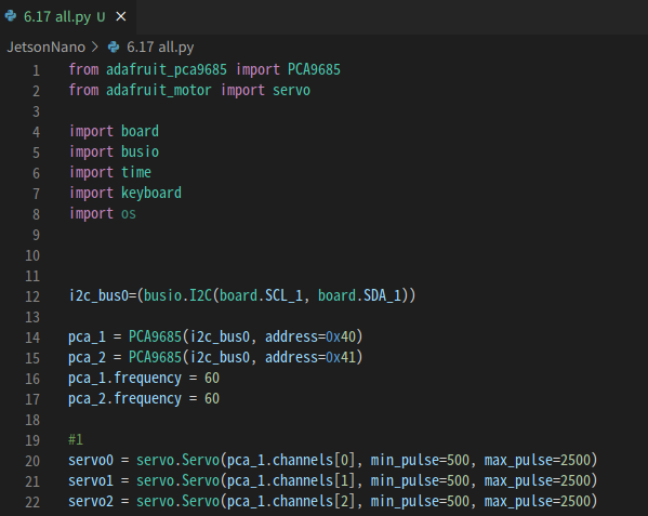 6.17 all.py U ×
JetsonNano > 6.17 all.py
1 from adafruit_pca9685 import PCA9685
2 from adafruit_motor import servo
3
4 import board
5 import busio
6 import time
7 import keyboard
8 import os
9
10
11
12 i2c_bus0=(busio.I2C(board.SCL_1, board.SDA_1))
13
14 pca_1 = PCA9685(i2c_bus0, address=0x40)
15 pca_2 = PCA9685(i2c_bus0, address=0x41)
16 pca_1.frequency = 60
17 pca_2.frequency = 60
18
19 #1
20 servo0 = servo.Servo(pca_1.channels[0], min_pulse=500, max_pulse=2500)
21 servo1 = servo.Servo(pca_1.channels[1], min_pulse=500, max_pulse=2500)
22 servo2 = servo.Servo(pca_1.channels[2], min_pulse=500, max_pulse=2500)